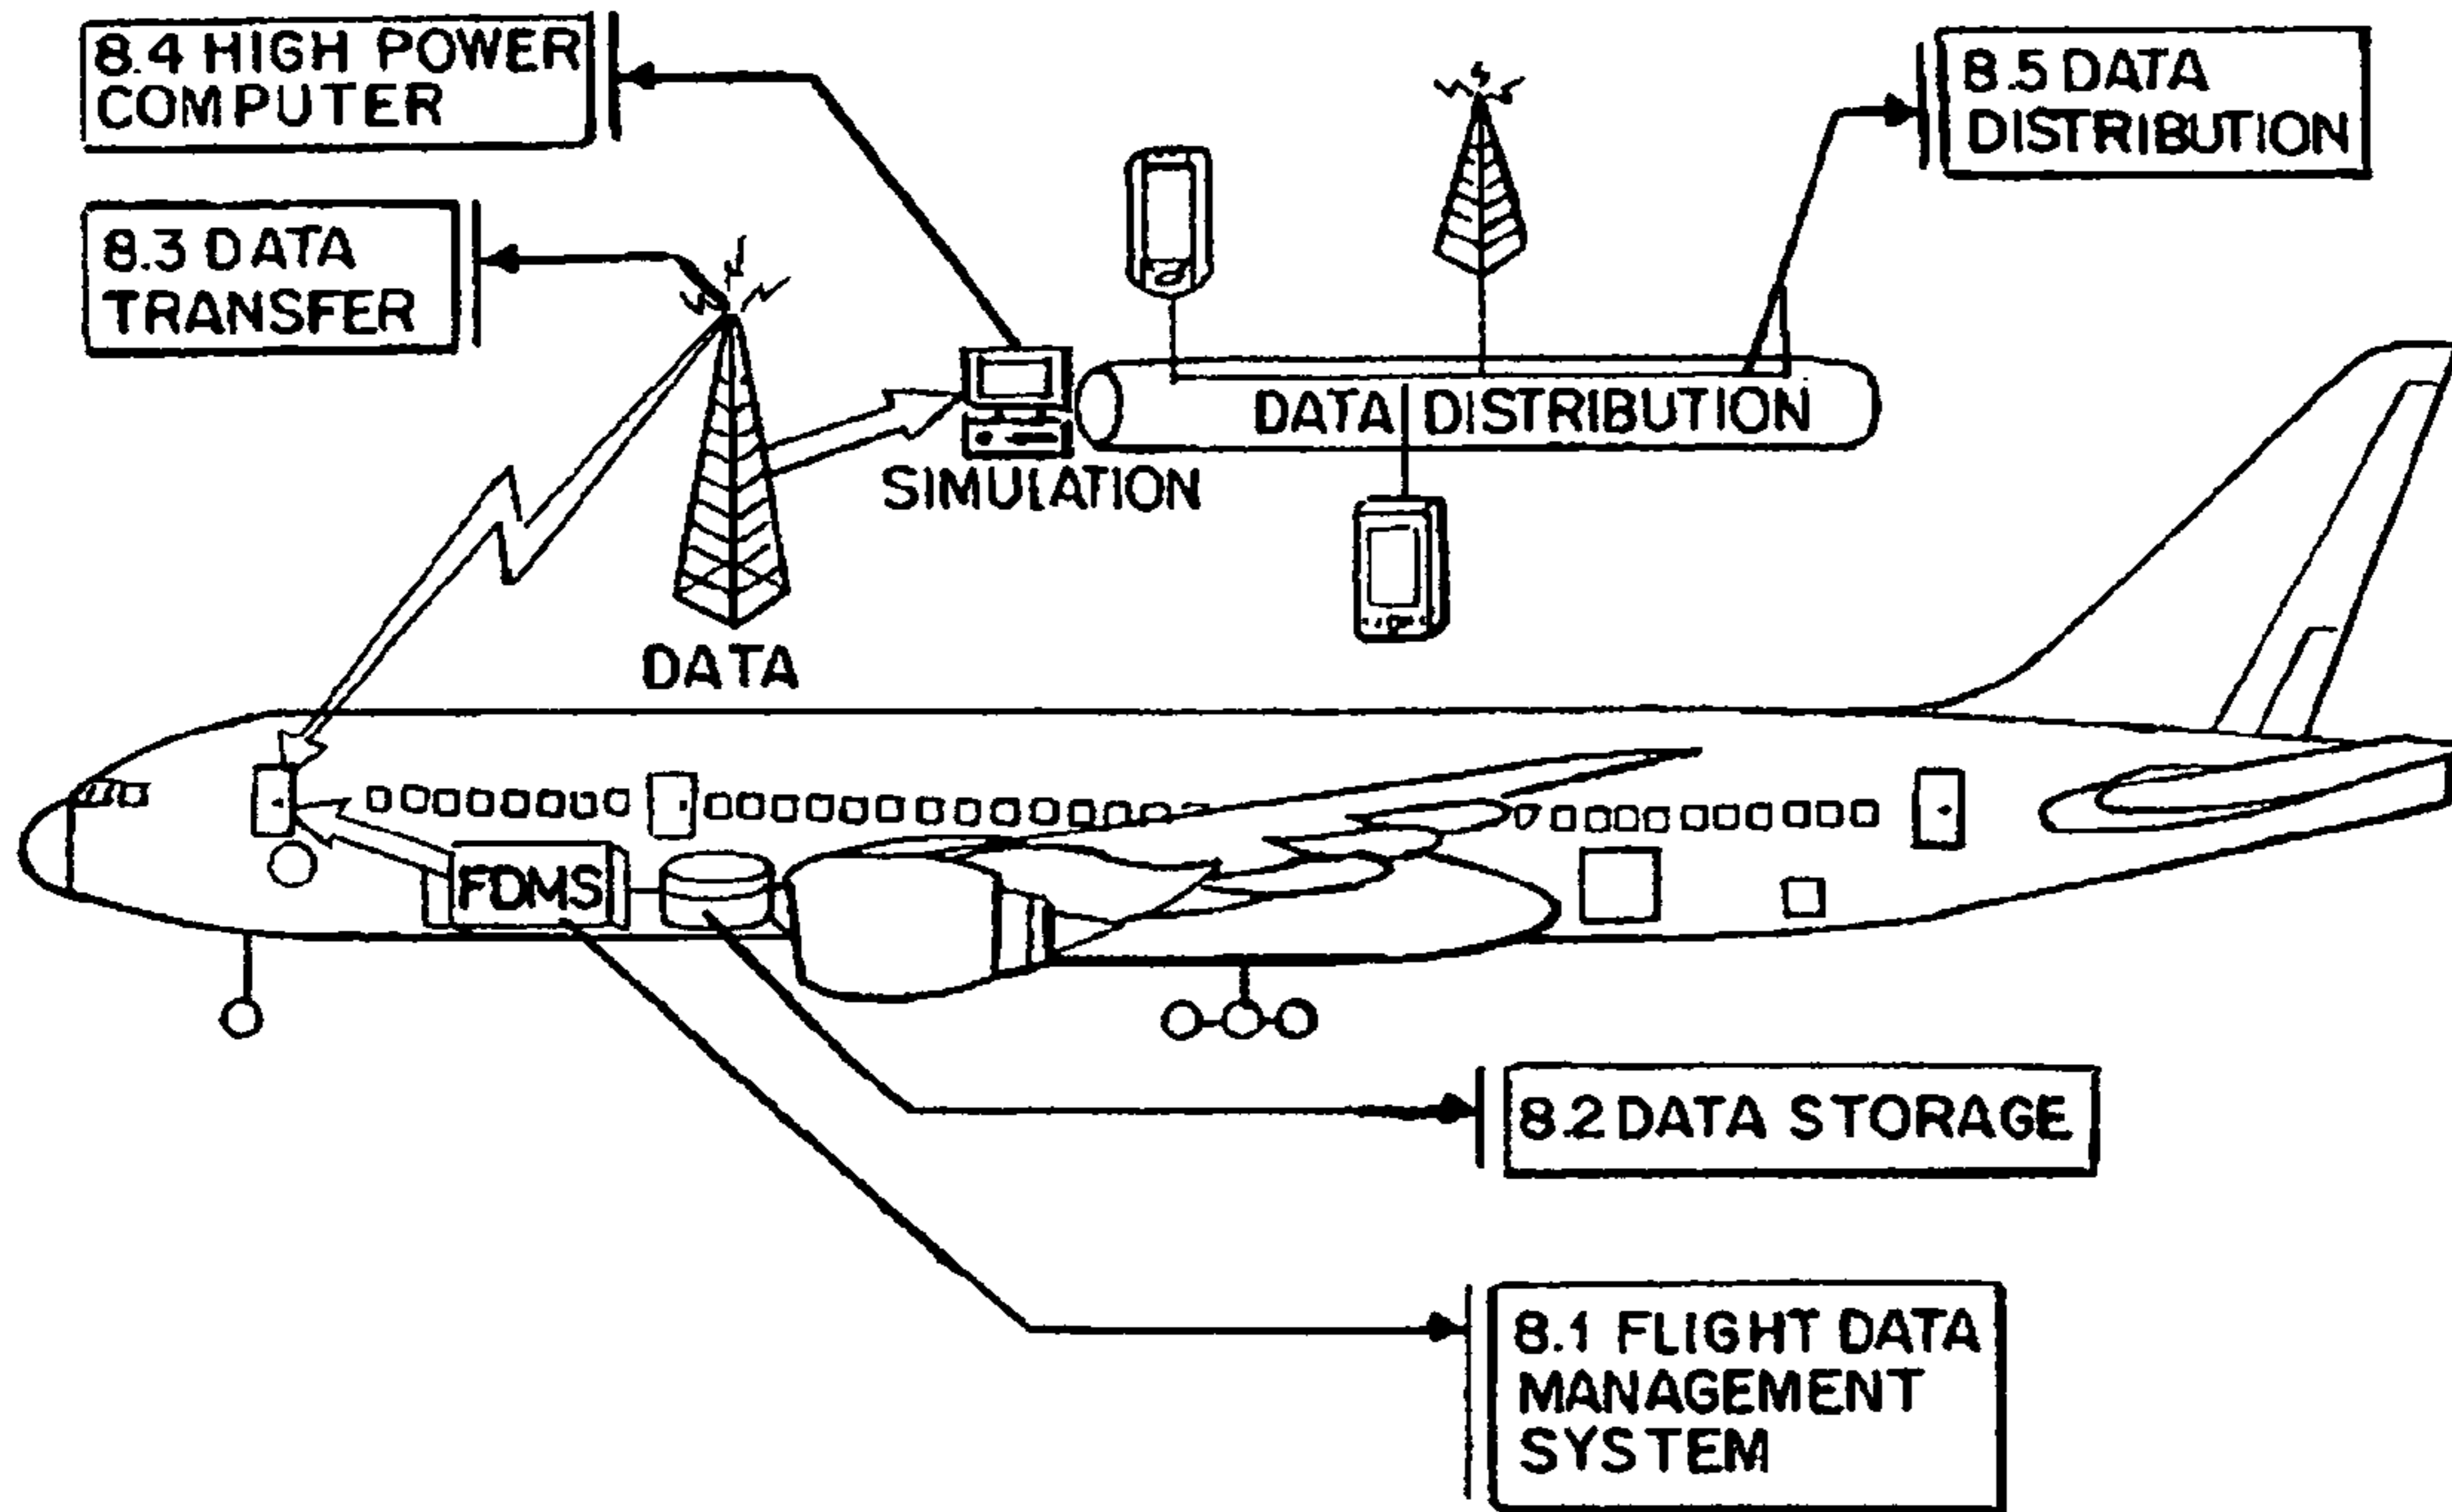 8.4 HIGH POWER
COMPUTER
8.5 DATA
DISTRIBUTION
8.3 DATA
TRANSFER
DATA DISTRIBUTION
SIMULATION
DATA
FDMS
8.2 DATA STORAGE
8.1 FLIGHT DATA
MANAGEMENT
SYSTEM